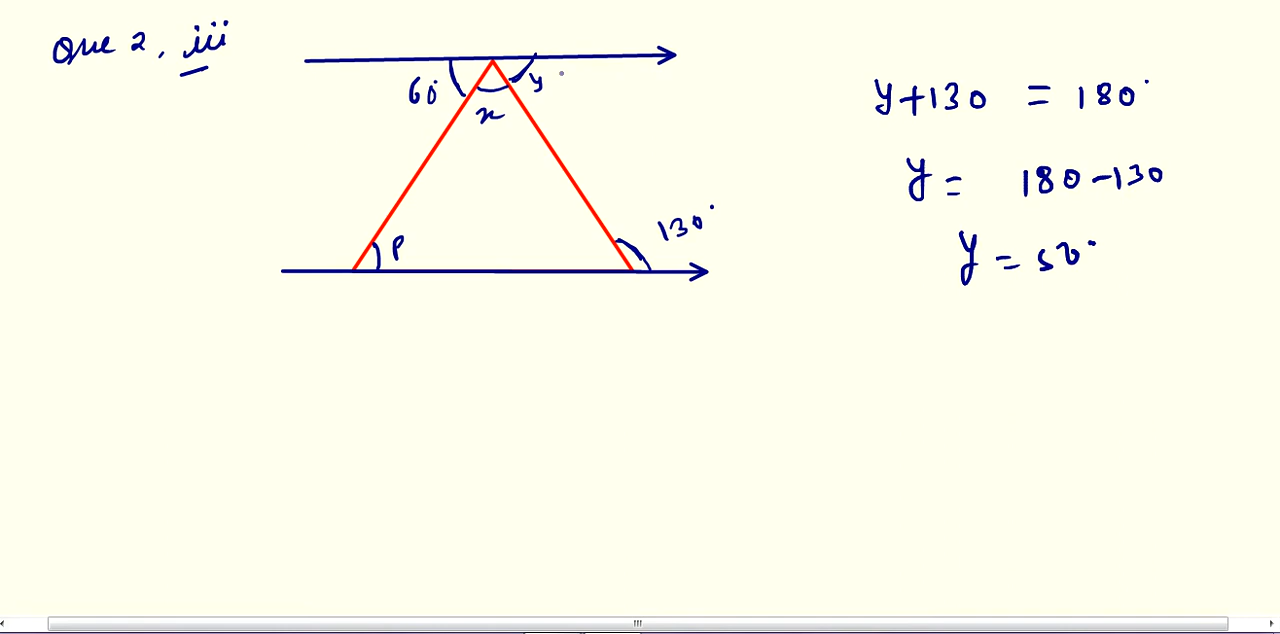 Que 2, iii
60°
x
y
P
130°
y+130 = 180°
y = 180-130
y = 50°